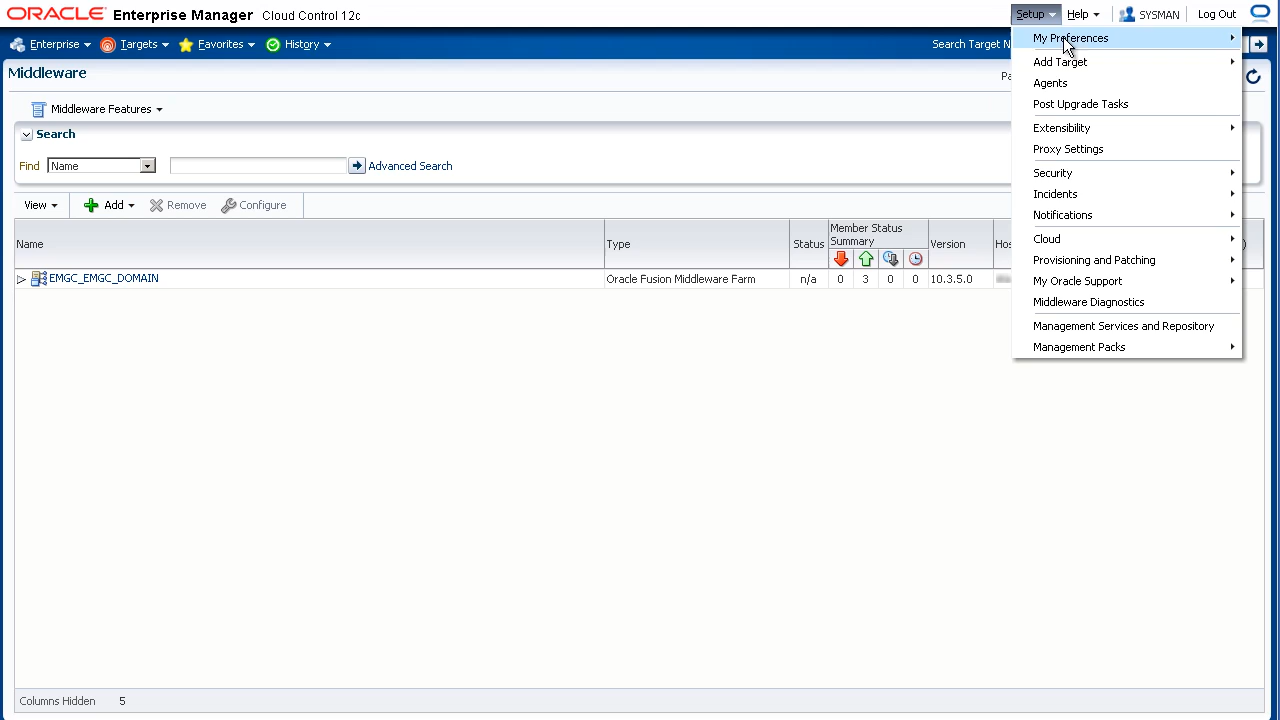 ORACLE Enterprise Manager Cloud Control 12c
Setup Help SYSMAN Log Out
Enterprise Targets Favorites History Search Target N
Middleware
Pa
Middleware Features
Search
Find Name Advanced Search
View Add Remove Configure
Name Type Status Member Status Summary Version Hos )
EMGC_EMGC_DOMAIN Oracle Fusion Middleware Farm n/a 0 3 0 0 10.3.5.0
My Preferences
Add Target
Agents
Post Upgrade Tasks
Extensibility
Proxy Settings
Security
Incidents
Notifications
Cloud
Provisioning and Patching
My Oracle Support
Middleware Diagnostics
Management Services and Repository
Management Packs
Columns Hidden 5